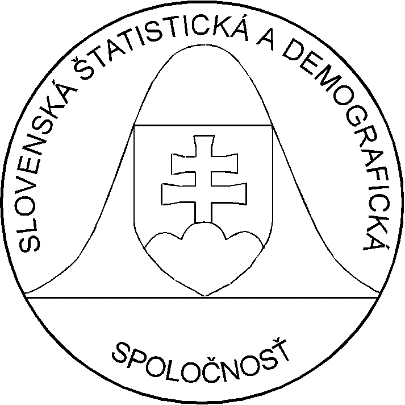 SLOVENSKÁ ŠTATISTICKÁ A DEMOGRAFICKÁ
SPOLOČNOSŤ